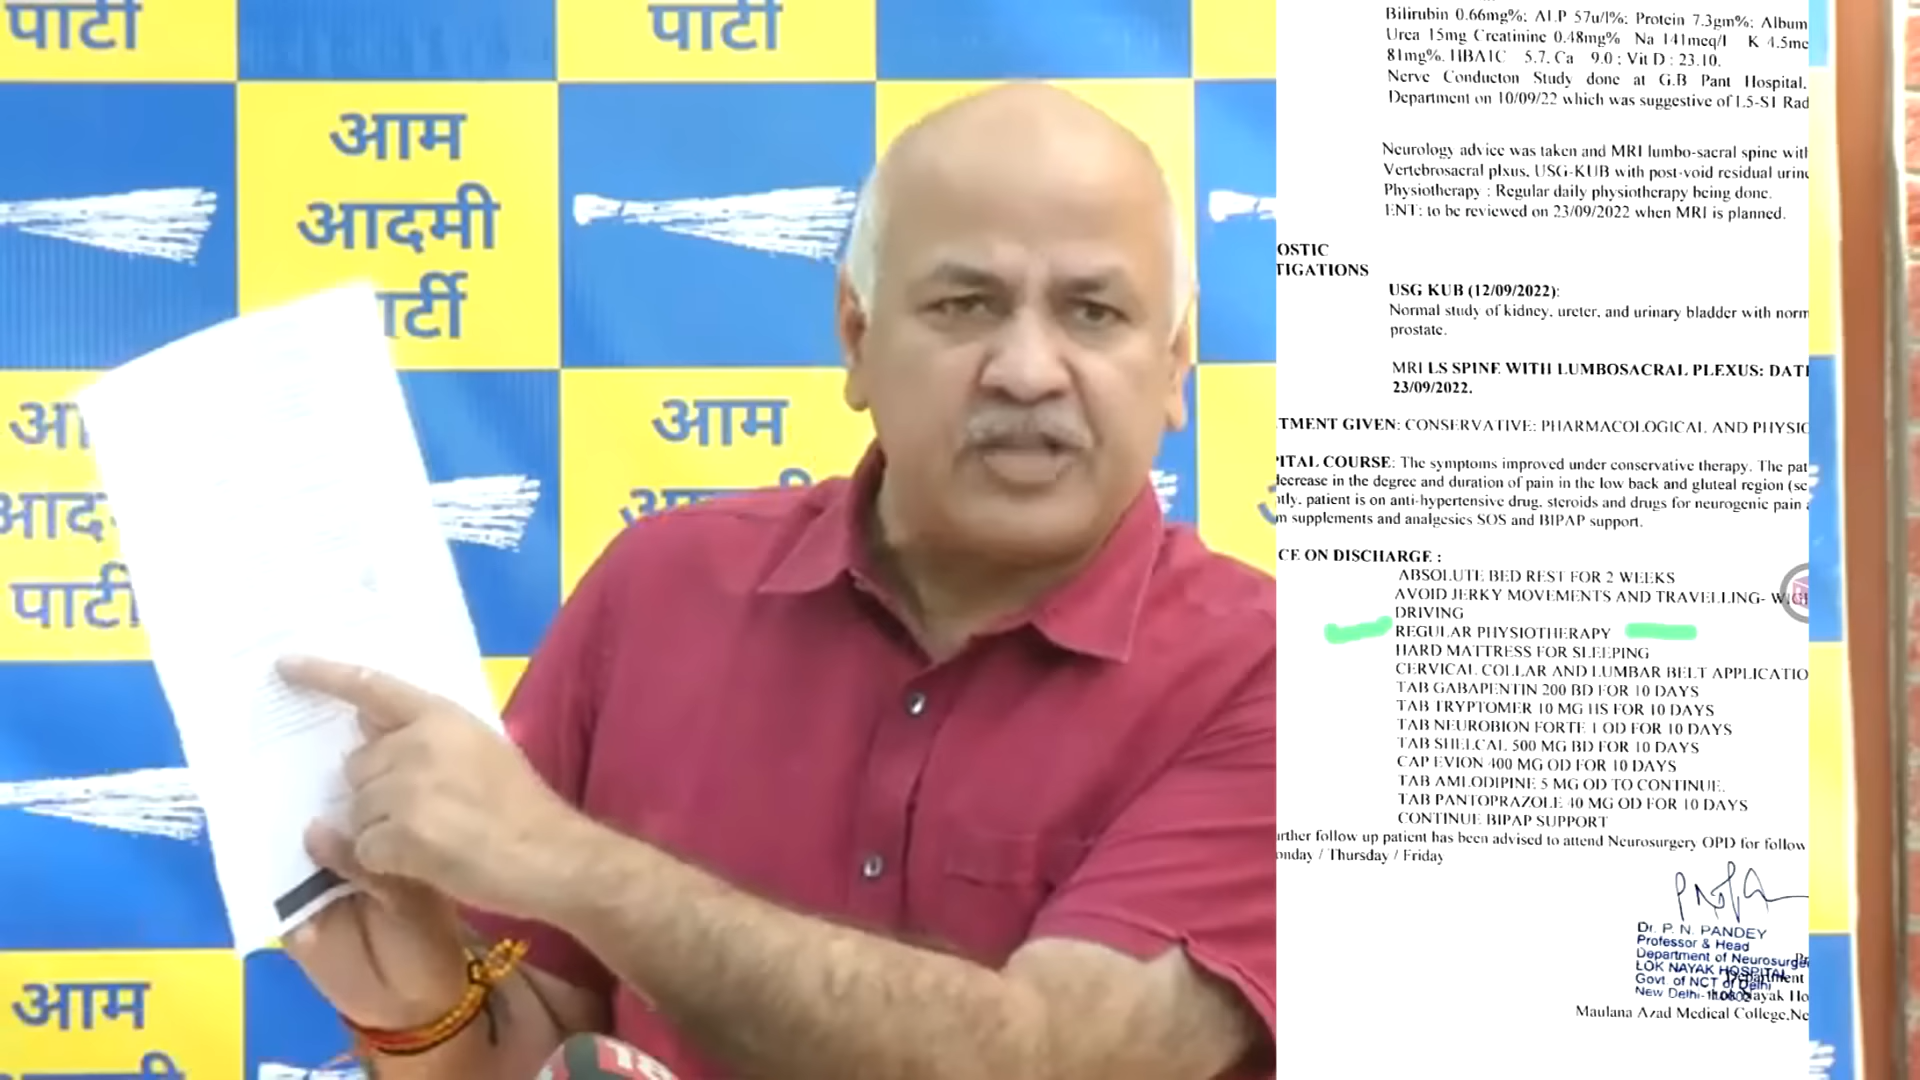 पार्टी
पार्टी
आम
आदमी
पार्टी
आम
पार्टी
आम
आम
18
Bilirubin 0.66mg%; ALP 57u/l%; Protein 7.3gm%; Album
Urea 15mg Creatinine 0.48mg% Na 141meq/l K 4.5me
81mg%. HBA1C 5.7. Ca 9.0 ; Vit D : 23.10.
Nerve Conducton Study done at G.B Pant Hospital.
Department on 10/09/22 which was suggestive of L5-S1 Rad
Neurology advice was taken and MRI lumbo-sacral spine with
Vertebrosacral plxus. USG-KUB with post-void residual urine
Physiotherapy : Regular daily physiotherapy being done.
ENT: to be reviewed on 23/09/2022 when MRI is planned.
OSTIC
TIGATIONS
USG KUB (12/09/2022):
Normal study of kidney, ureter, and urinary bladder with norm
prostate.
MRI LS SPINE WITH LUMBOSACRAL PLEXUS: DATE
23/09/2022.
TMENT GIVEN: CONSERVATIVE: PHARMACOLOGICAL AND PHYSIO
PITAL COURSE: The symptoms improved under conservative therapy. The pat
decrease in the degree and duration of pain in the low back and gluteal region (sc
ntly, patient is on anti-hypertensive drug, steroids and drugs for neurogenic pain
m supplements and analgesics SOS and BIPAP support.
CE ON DISCHARGE :
ABSOLUTE BED REST FOR 2 WEEKS
AVOID JERKY MOVEMENTS AND TRAVELLING-
DRIVING
REGULAR PHYSIOTHERAPY
HARD MATTRESS FOR SLEEPING
CERVICAL COLLAR AND LUMBAR BELT APPLICATIO
TAB GABAPENTIN 200 BD FOR 10 DAYS
TAB TRYPTOMER 10 MG HS FOR 10 DAYS
TAB NEUROBION FORTE 1 OD FOR 10 DAYS
TAB SHELCAL 500 MG BD FOR 10 DAYS
CAP EVION 400 MG OD FOR 10 DAYS
TAB AMLODIPINE 5 MG OD TO CONTINUE.
TAB PANTOPRAZOLE 40 MG OD FOR 10 DAYS
CONTINUE BIPAP SUPPORT
urther follow up patient has been advised to attend Neurosurgery OPD for follow
onday / Thursday / Friday
Dr. P. N. PANDEY
Professor & Head
Department of Neurosurge
LOK NAYAK HOSPITAL
Govt of NCT of Delhi
New Delhi-
Maulana Azad Medical College,Ne